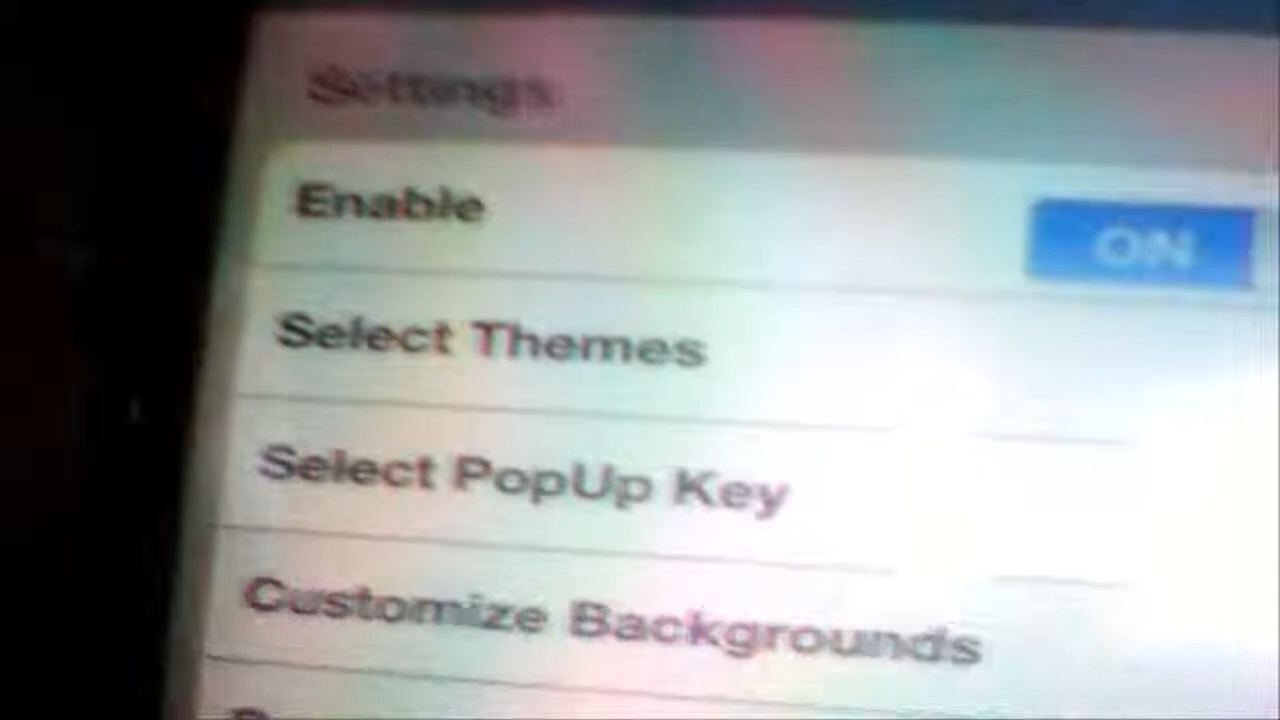 Settings
Enable
ON
Select Themes
Select PopUp Key
Customize Backgrounds